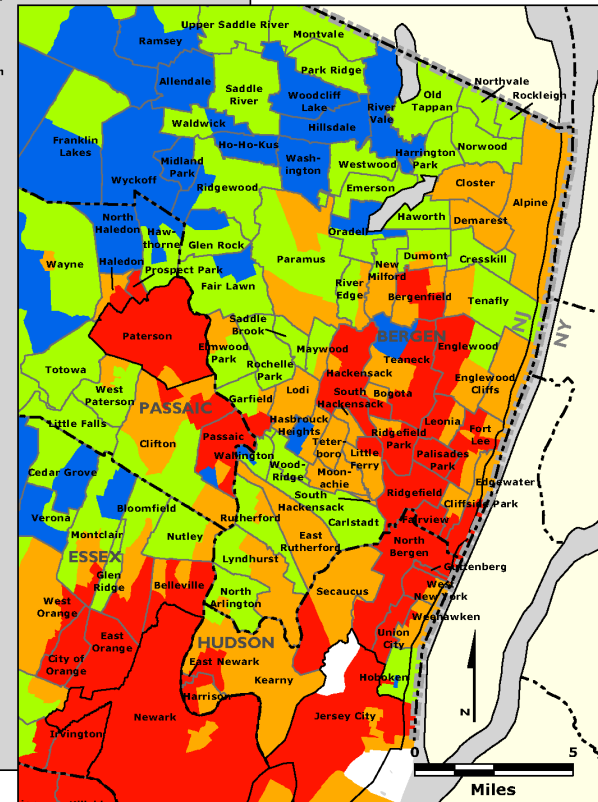 Upper Saddle River
Montvale
Ramsey
Park Ridge
Allendale
Northvale
Saddle
River
Woodcliff
Lake
Rockleigh
Old
Tappan
River
Vale
Waldwick
Hillsdale
Franklin
Lakes
Ho-Ho-Kus
Norwood
Midland
Park
Wash-
ington
Harrington
Park
Westwood
Wyckoff
Ridgewood
Emerson
Closter
Alpine
North
Haledon
Haworth
Demarest
Haw-
thorne
Oradell
Glen Rock
Dumont
Cresskill
Paramus
Wayne
Haledon
Prospect Park
New
Milford
Fair Lawn
River
Edge
Bergenfield
Tenafly
Saddle
Brook
NJ
NY
Paterson
BERGEN
Elmwood
Park
Maywood
Englewood
Teaneck
Rochelle
Park
Totowa
Hackensack
Englewood
Cliffs
West
Paterson
Lodi
South
Hackensack
Bogota
Garfield
PASSAIC
Little Falls
Hasbrouck
Heights
Leonia
Fort
Lee
Passaic
Ridgefield
Park
Clifton
Teter-
boro
Little
Ferry
Palisades
Park
Wallington
Wood-
Ridge
Moon-
achie
Cedar Grove
Edgewater
Ridgefield
South
Hackensack
Cliffside Park
Bloomfield
Verona
Rutherford
Carlstadt
Fairview
Montclair
Nutley
East
Rutherford
North
Bergen
ESSEX
Lyndhurst
Guttenberg
Glen
Ridge
Belleville
West
New York
North
Arlington
Secaucus
West
Orange
Weehawken
East
Orange
HUDSON
Union
City
City of
Orange
East Newark
Kearny
Hoboken
Harrison
Newark
Jersey City
Irvington
N
0
5
Miles